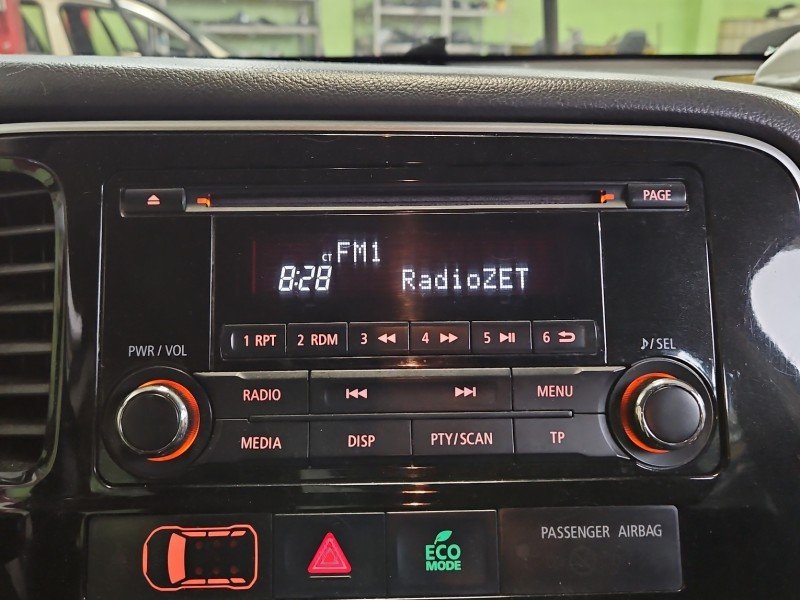 PAGE
CT FM1
8:28 RadioZET
1 RPT 2 RDM 3 4 5 6
PWR / VOL
/SEL
RADIO MENU
MEDIA DISP PTY/SCAN TP
ECO
MODE
PASSENGER AIRBAG